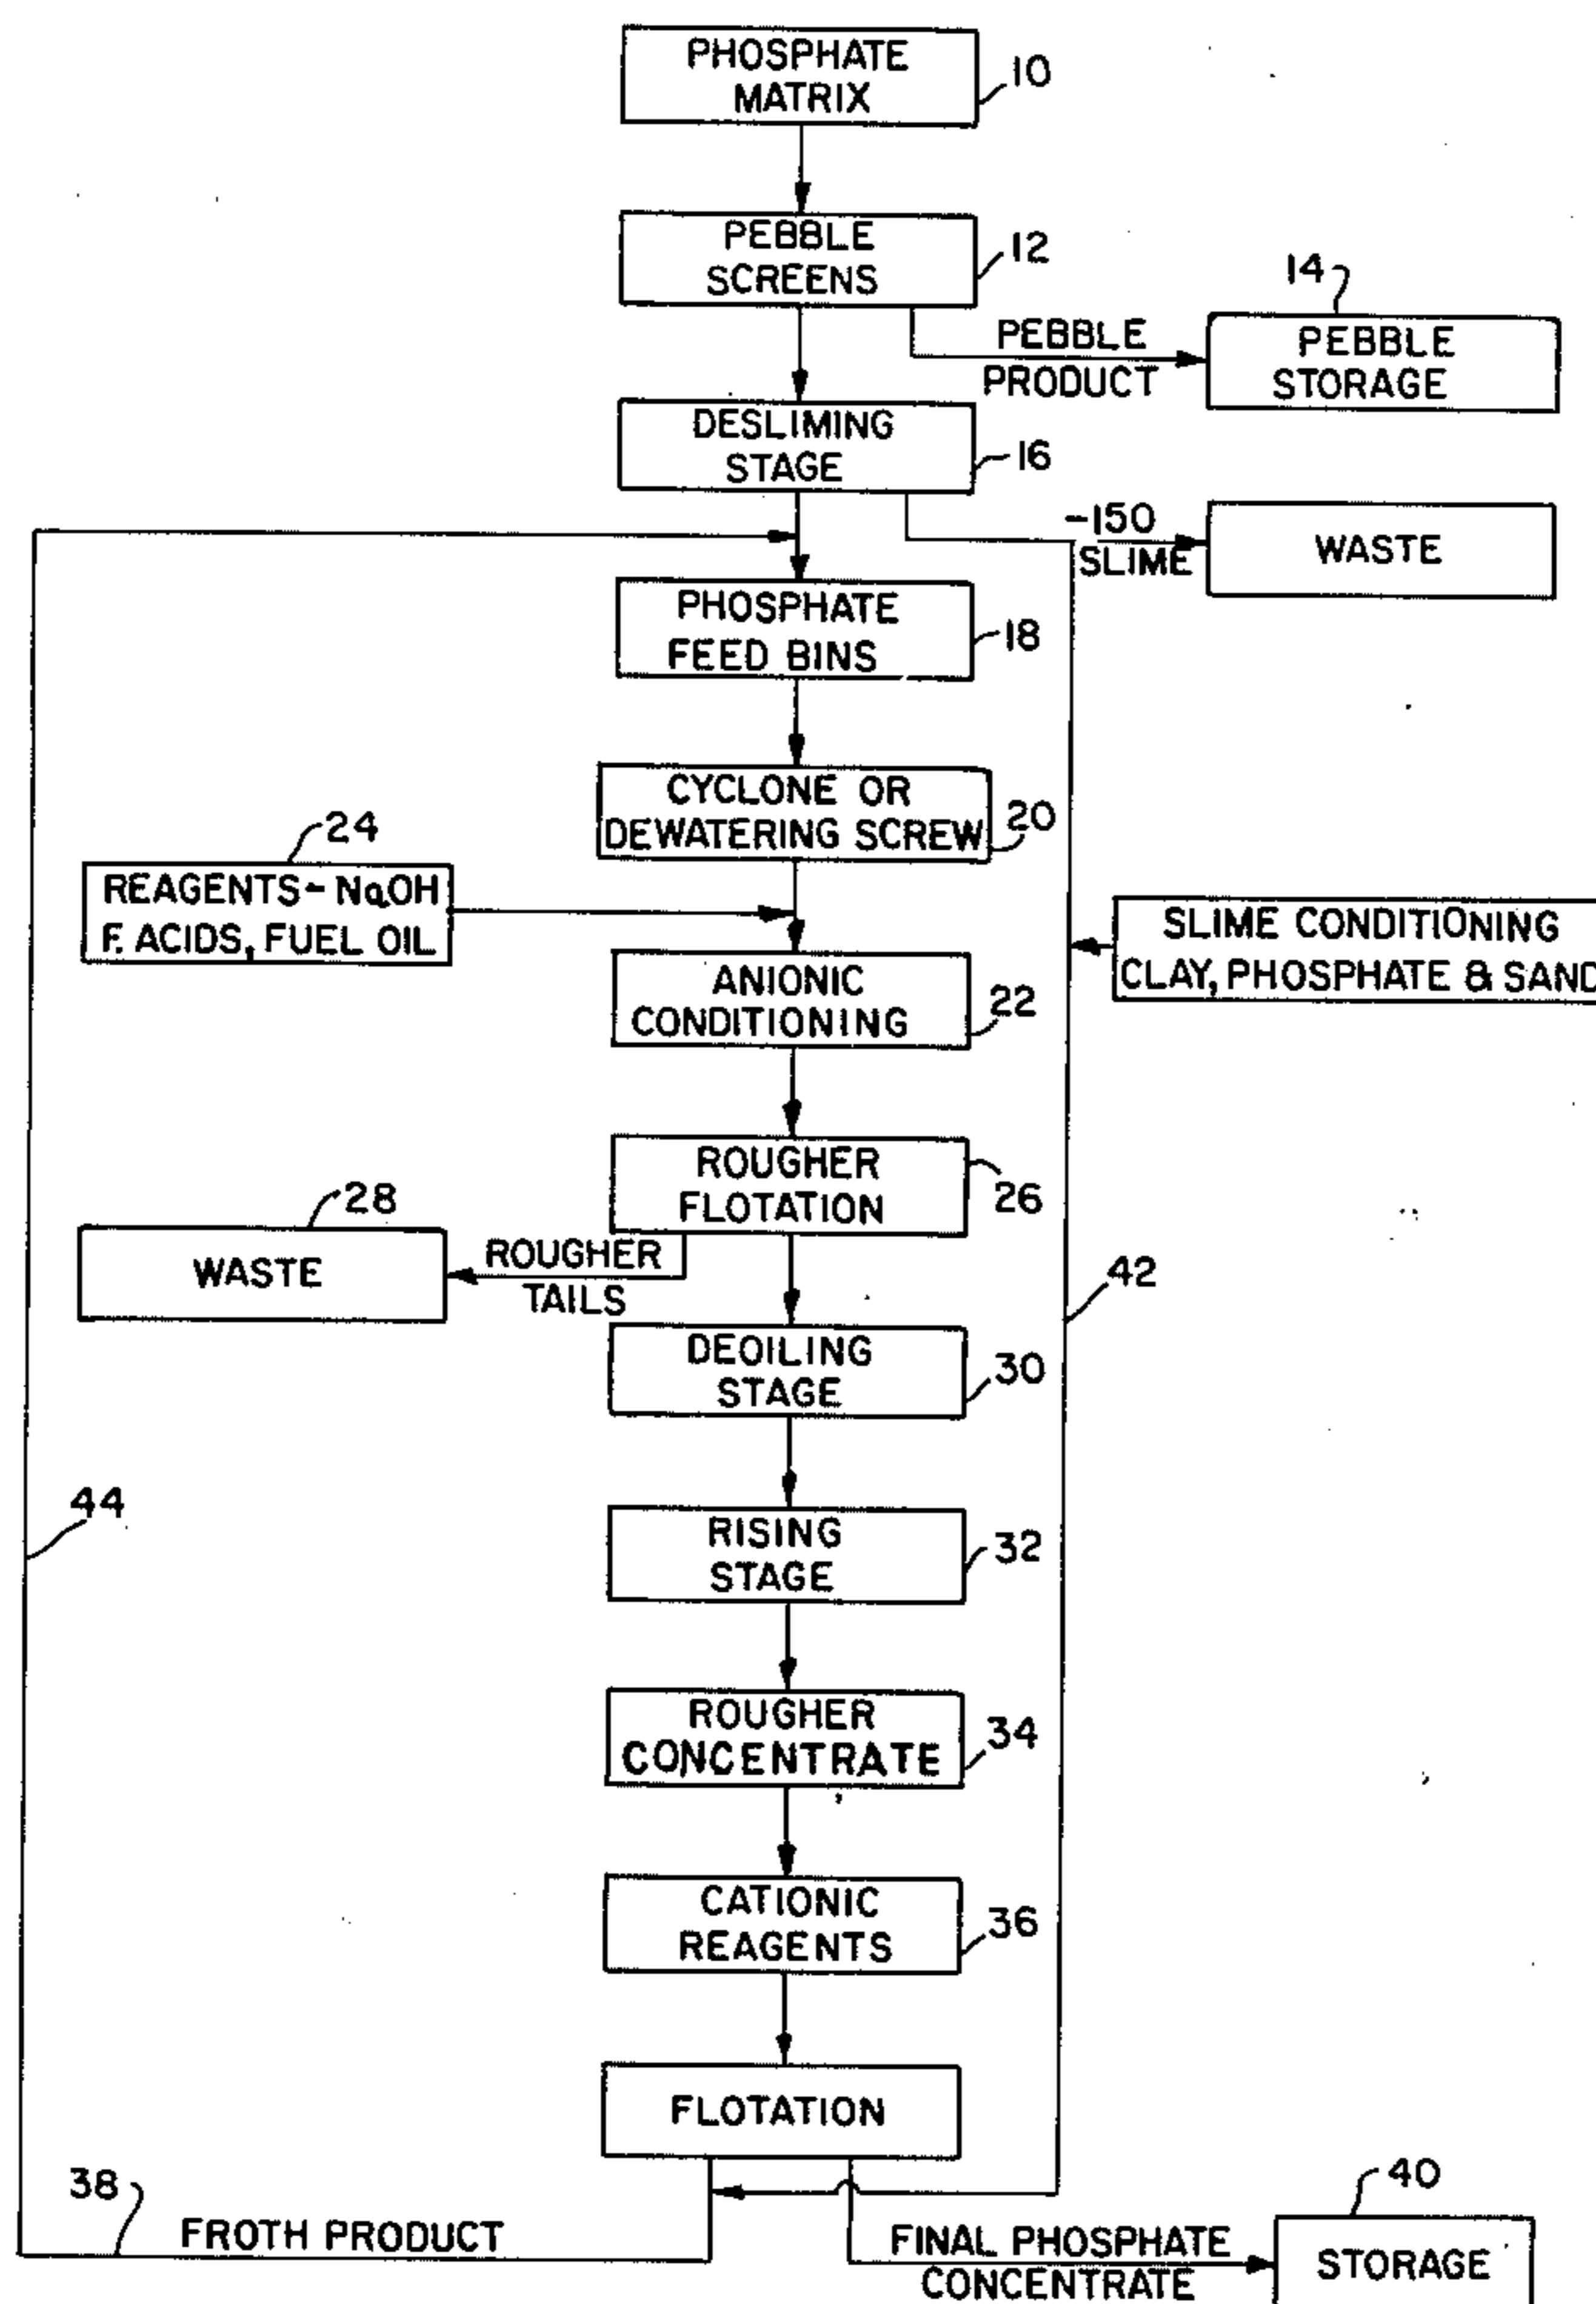 PHOSPHATE
MATRIX
10
PEBBLE
SCREENS
12
14
PEBBLE
PRODUCT
PEBBLE
STORAGE
DESLIMING
STAGE
16
-150
SLIME
WASTE
PHOSPHATE
FEED BINS
18
CYCLONE OR
DEWATERING SCREW
20
24
REAGENTS-NaOH
F. ACIDS, FUEL OIL
SLIME CONDITIONING
CLAY, PHOSPHATE & SAND
ANIONIC
CONDITIONING
22
ROUGHER
FLOTATION
26
28
WASTE
ROUGHER
TAILS
42
DEOILING
STAGE
30
44
RISING
STAGE
32
ROUGHER
CONCENTRATE
34
CATIONIC
REAGENTS
36
FLOTATION
38
FROTH PRODUCT
FINAL PHOSPHATE
CONCENTRATE
40
STORAGE